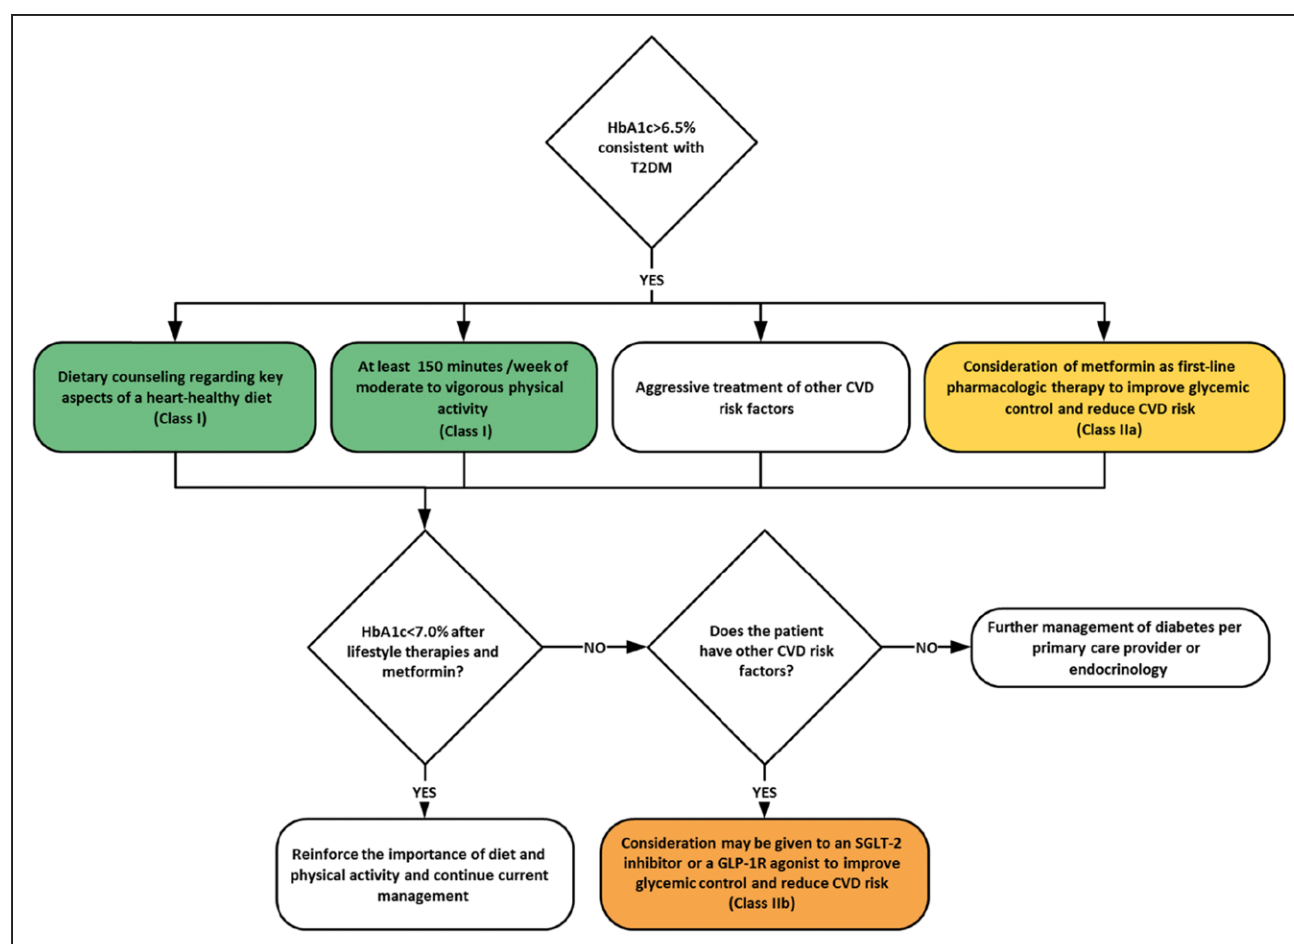 HbA1c>6.5%
consistent with
T2DM
YES
Dietary counseling regarding key
aspects of a heart-healthy diet
(Class I)
At least 150 minutes /week of
moderate to vigorous physical
activity
(Class I)
Aggressive treatment of other CVD
risk factors
Consideration of metformin as first-line
pharmacologic therapy to improve glycemic
control and reduce CVD risk
(Class IIa)
HbA1c<7.0% after
lifestyle therapies and
metformin?
NO
Does the patient
have other CVD risk
factors?
NO
Further management of diabetes per
primary care provider or
endocrinology
YES
YES
Reinforce the importance of diet and
physical activity and continue current
management
Consideration may be given to an SGLT-2
inhibitor or a GLP-1R agonist to improve
glycemic control and reduce CVD risk
(Class IIb)